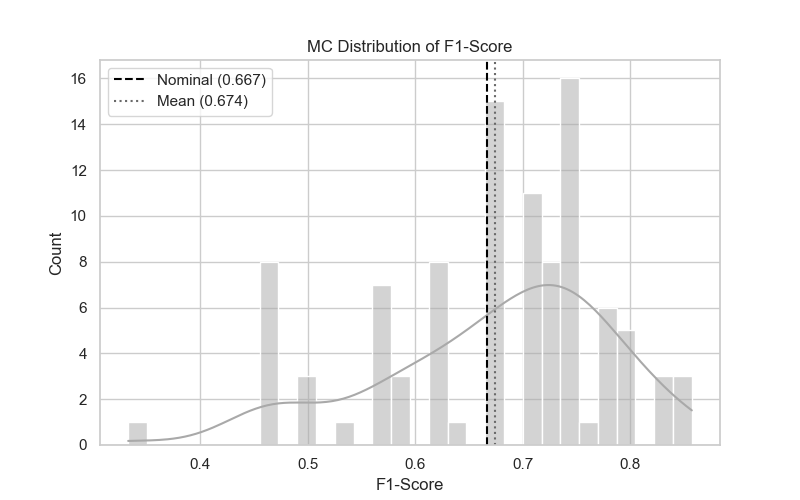 MC Distribution of F1-Score
Nominal (0.667)
Mean (0.674)
Count
16
14
12
10
8
6
4
2
0
0.4 0.5 0.6 0.7 0.8
F1-Score